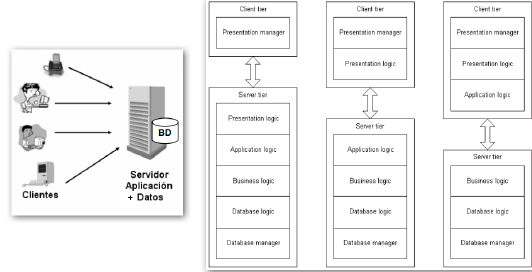 BD
Servidor
Aplicación
+ Datos
Clientes
Client tier
Presentation manager
Server tier
Presentation logic
Application logic
Business logic
Database logic
Database manager
Client tier
Presentation manager
Presentation logic
Server tier
Application logic
Business logic
Database logic
Database manager
Client tier
Presentation manager
Presentation logic
Application logic
Server tier
Business logic
Database logic
Database manager